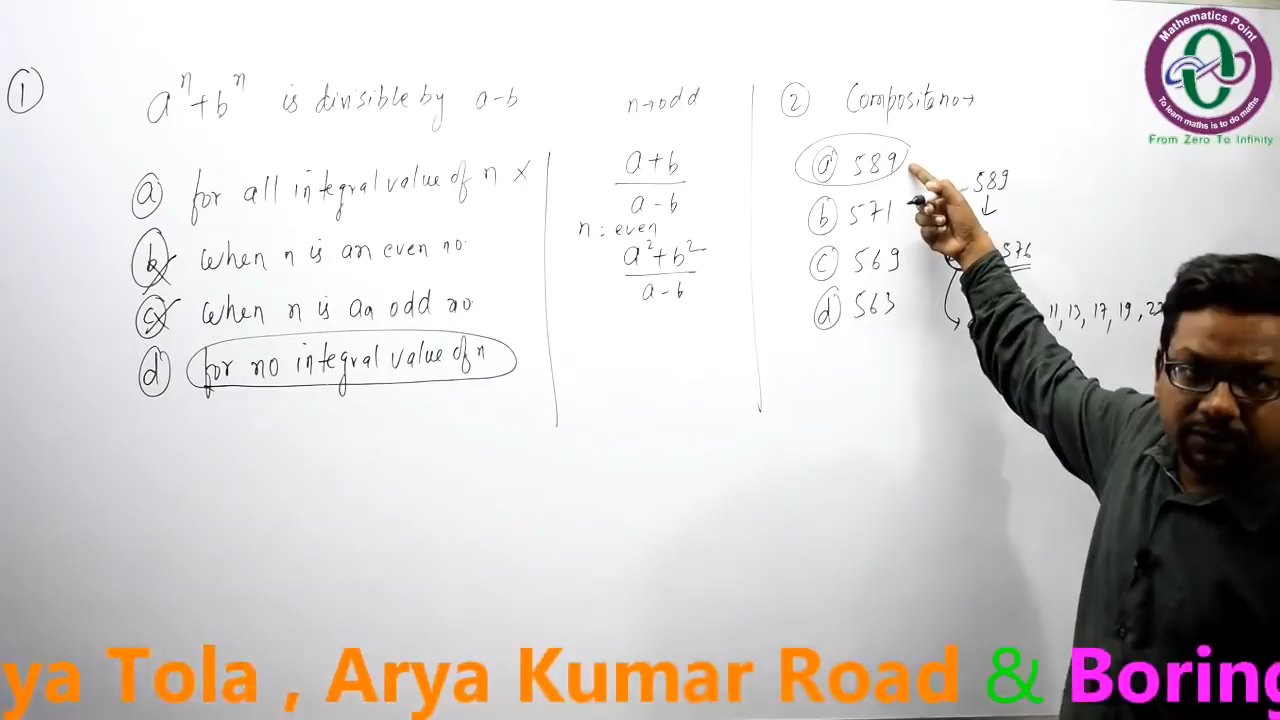 ①
aⁿ+bⁿ is divisible by a-b
ⓐ for all integral value of n ×
ⓑ when n is an even no.
ⓒ when n is an odd no.
ⓓ for no integral value of n
n→odd
a+b
a-b
n: even
a²+b²
a-b
② Composite no→
ⓐ 589
ⓑ 571
ⓒ 569
ⓓ 563
589
↓
576
11, 13, 17, 19, 23
Mathematics Point
To learn maths is to do maths
From Zero To Infinity
ya Tola , Arya Kumar Road & Boring